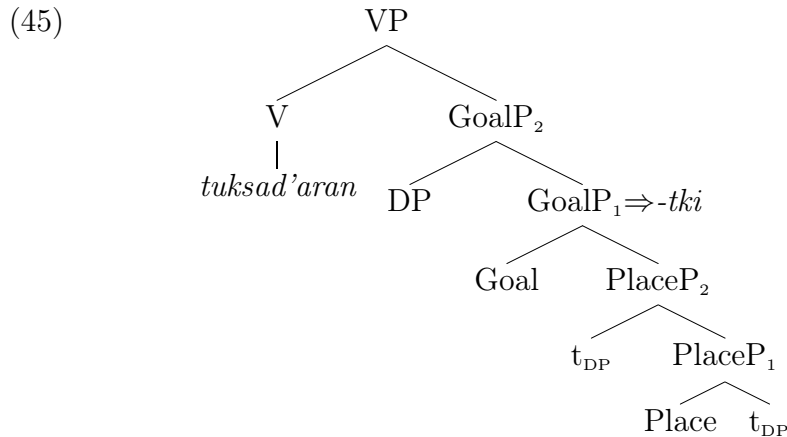 (45) VP
V GoalP₂
tuksad'aran DP GoalP₁⇒-tki
Goal PlaceP₂
t_DP PlaceP₁
Place t_DP